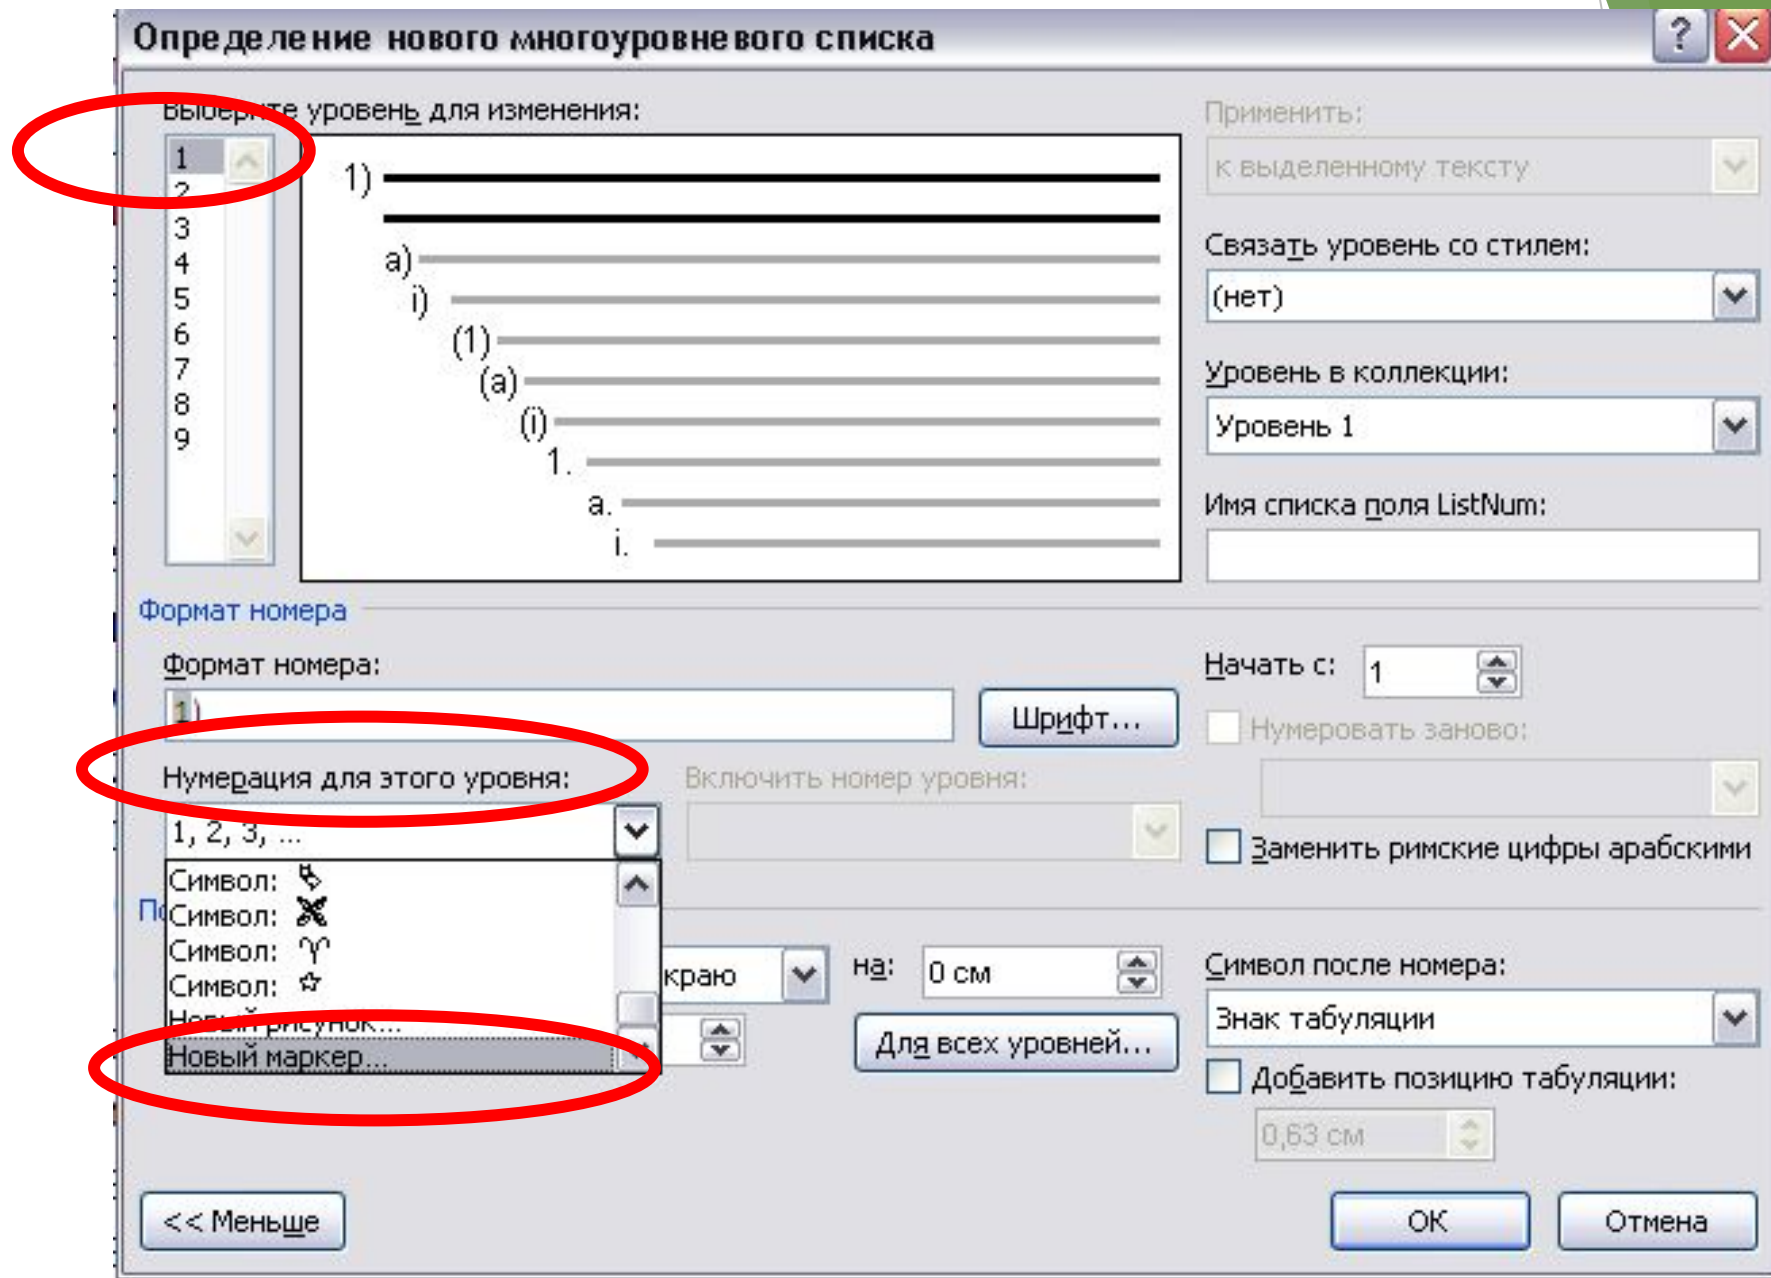 Определение нового многоуровневого списка
Выберите уровень для изменения:
1
2
3
4
5
6
7
8
9
1)
a)
i)
(1)
(a)
(i)
1.
a.
i.
Применить:
к выделенному тексту
Связать уровень со стилем:
(нет)
Уровень в коллекции:
Уровень 1
Имя списка поля ListNum:
Формат номера
Формат номера:
1)
Шрифт...
Начать с: 1
Нумеровать заново:
Нумерация для этого уровня:
1, 2, 3, ...
Включить номер уровня:
Заменить римские цифры арабскими
Символ:
Символ:
Символ:
Символ:
Новый рисунок...
Новый маркер...
краю
на: 0 см
Для всех уровней...
Символ после номера:
Знак табуляции
Добавить позицию табуляции:
0,63 см
<< Меньше
ОК
Отмена